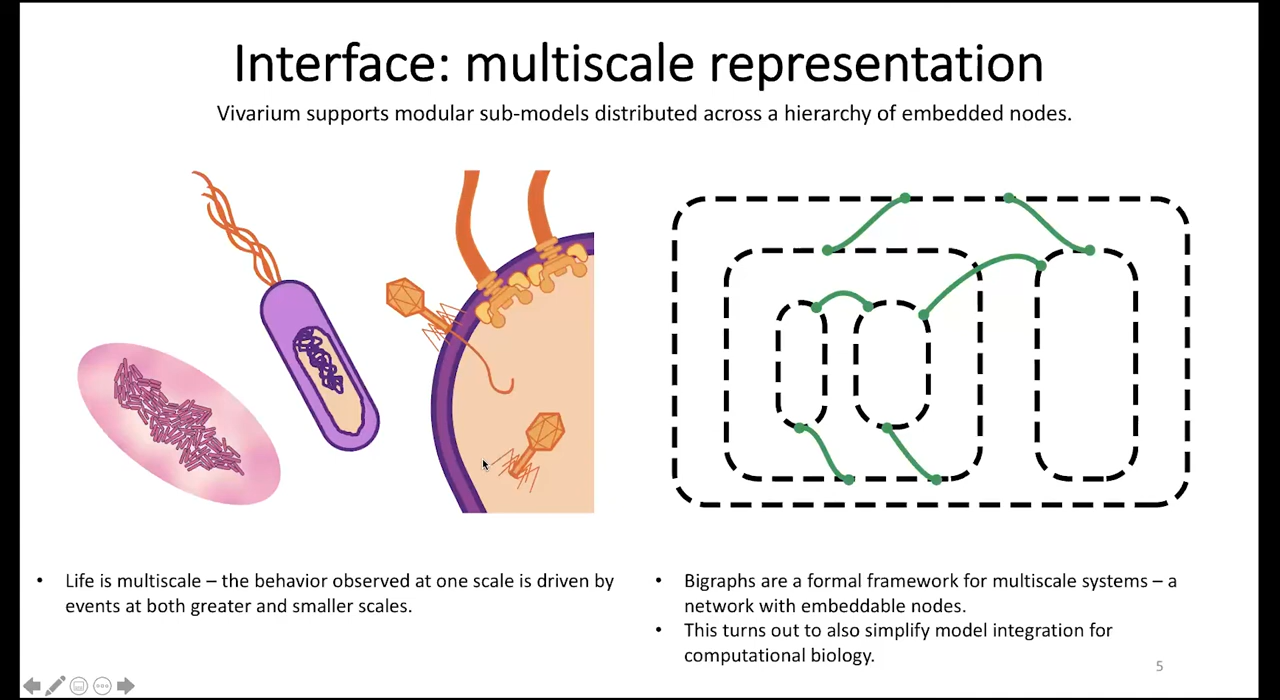 Interface: multiscale representation
Vivarium supports modular sub-models distributed across a hierarchy of embedded nodes.
• Life is multiscale – the behavior observed at one scale is driven by
events at both greater and smaller scales.
• Bigraphs are a formal framework for multiscale systems – a
network with embeddable nodes.
• This turns out to also simplify model integration for
computational biology.
5